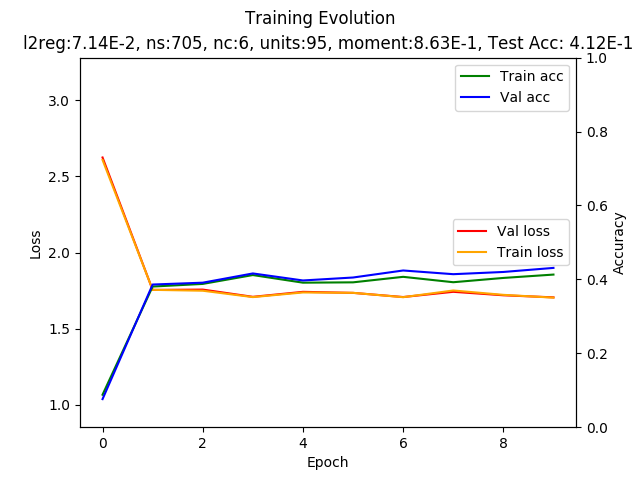 Training Evolution
l2reg:7.14E-2, ns:705, nc:6, units:95, moment:8.63E-1, Test Acc: 4.12E-1
Train acc
Val acc
Val loss
Train loss
Loss
3.0
2.5
2.0
1.5
1.0
Accuracy
1.0
0.8
0.6
0.4
0.2
0.0
0 2 4 6 8
Epoch